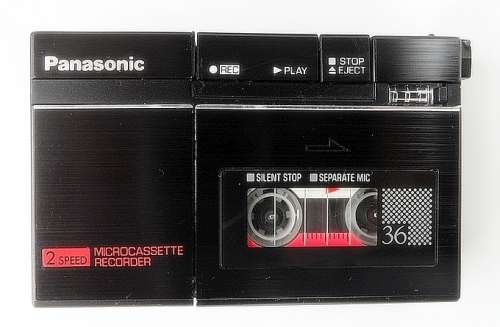 Panasonic
REC
PLAY
STOP
EJECT
SILENT STOP SEPARATE MIC
36
2 SPEED
MICROCASSETTE
RECORDER